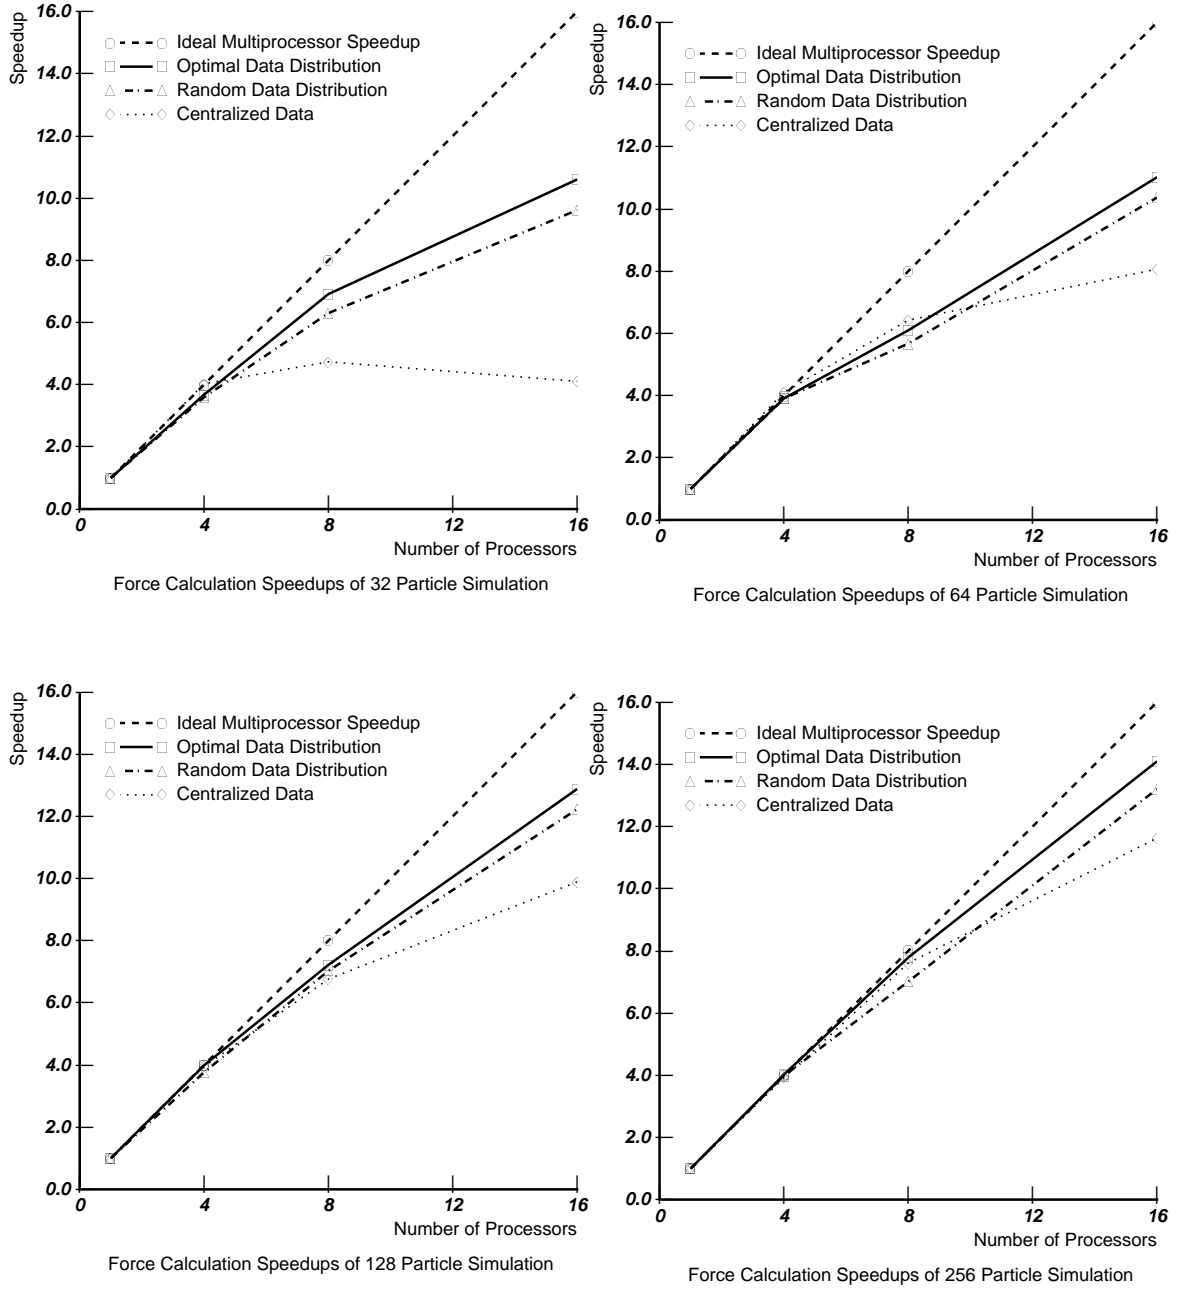 Speedup
16.0
14.0
12.0
10.0
8.0
6.0
4.0
2.0
0.0
Ideal Multiprocessor Speedup
Optimal Data Distribution
Random Data Distribution
Centralized Data
0 4 8 12 16
Number of Processors
Force Calculation Speedups of 32 Particle Simulation
Speedup
16.0
14.0
12.0
10.0
8.0
6.0
4.0
2.0
0.0
Ideal Multiprocessor Speedup
Optimal Data Distribution
Random Data Distribution
Centralized Data
0 4 8 12 16
Number of Processors
Force Calculation Speedups of 64 Particle Simulation
Speedup
16.0
14.0
12.0
10.0
8.0
6.0
4.0
2.0
0.0
Ideal Multiprocessor Speedup
Optimal Data Distribution
Random Data Distribution
Centralized Data
0 4 8 12 16
Number of Processors
Force Calculation Speedups of 128 Particle Simulation
Speedup
16.0
14.0
12.0
10.0
8.0
6.0
4.0
2.0
0.0
Ideal Multiprocessor Speedup
Optimal Data Distribution
Random Data Distribution
Centralized Data
0 4 8 12 16
Number of Processors
Force Calculation Speedups of 256 Particle Simulation